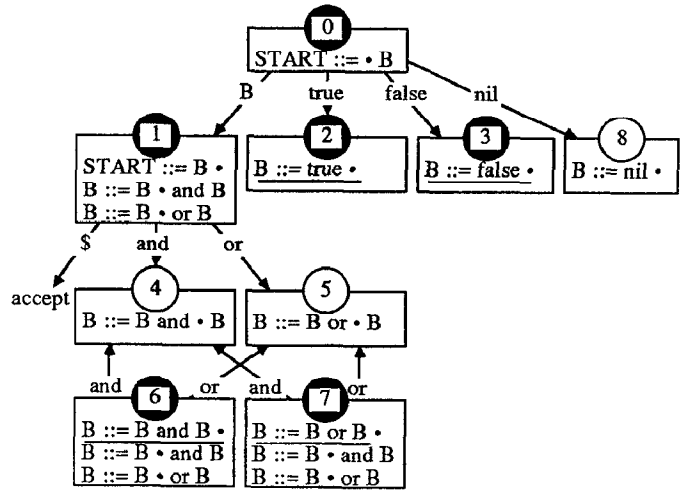 0
START ::= • B
B true false nil
1 2 3 8
START ::= B • B ::= true • B ::= false • B ::= nil •
B ::= B • and B
B ::= B • or B
$ and or
accept
4 5
B ::= B and • B B ::= B or • B
and or and or
6 7
B ::= B and B • B ::= B or B •
B ::= B • and B B ::= B • and B
B ::= B • or B B ::= B • or B